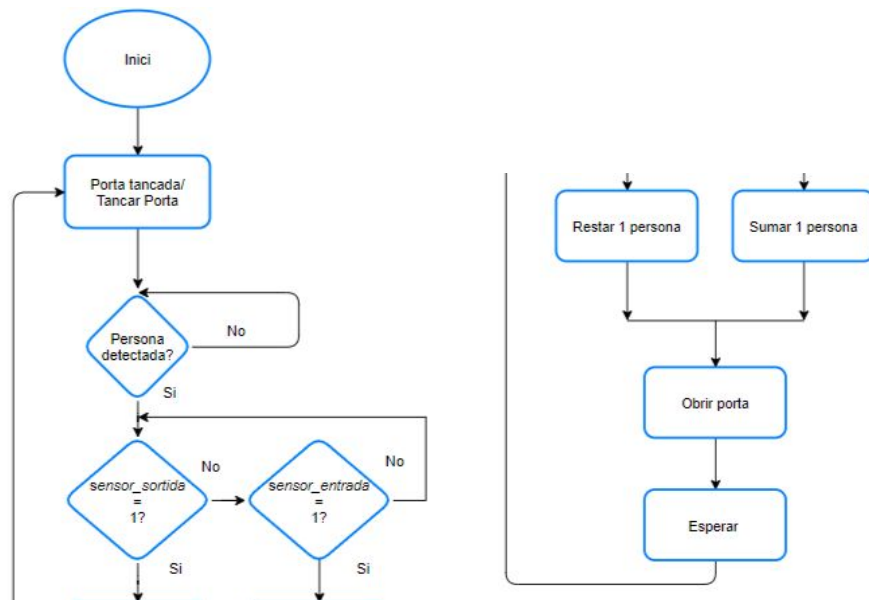 Inici
Porta tancada/
Tancar Porta
Persona
detectada?
No
Si
sensor_sortida
=
1?
No
Si
sensor_entrada
=
1?
No
Si
Restar 1 persona
Sumar 1 persona
Obrir porta
Esperar